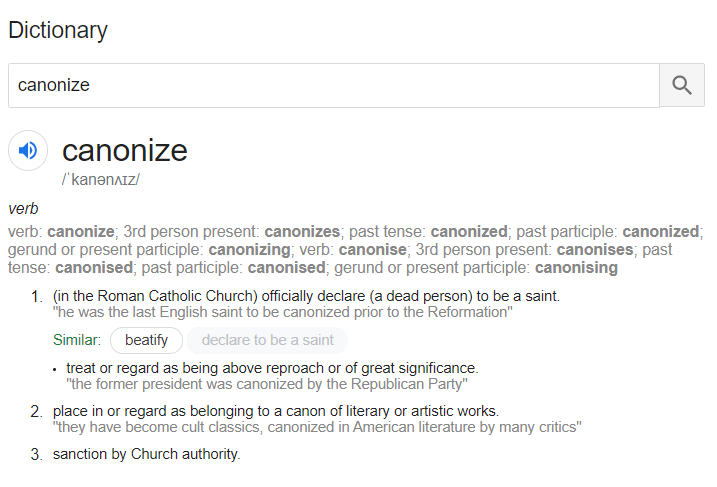 Dictionary
canonize
canonize
/ˈkanənʌɪz/
verb
verb: canonize; 3rd person present: canonizes; past tense: canonized; past participle: canonized;
gerund or present participle: canonizing; verb: canonise; 3rd person present: canonises; past
tense: canonised; past participle: canonised; gerund or present participle: canonising
1. (in the Roman Catholic Church) officially declare (a dead person) to be a saint.
"he was the last English saint to be canonized prior to the Reformation"
Similar: beatify declare to be a saint
• treat or regard as being above reproach or of great significance.
"the former president was canonized by the Republican Party"
2. place in or regard as belonging to a canon of literary or artistic works.
"they have become cult classics, canonized in American literature by many critics"
3. sanction by Church authority.